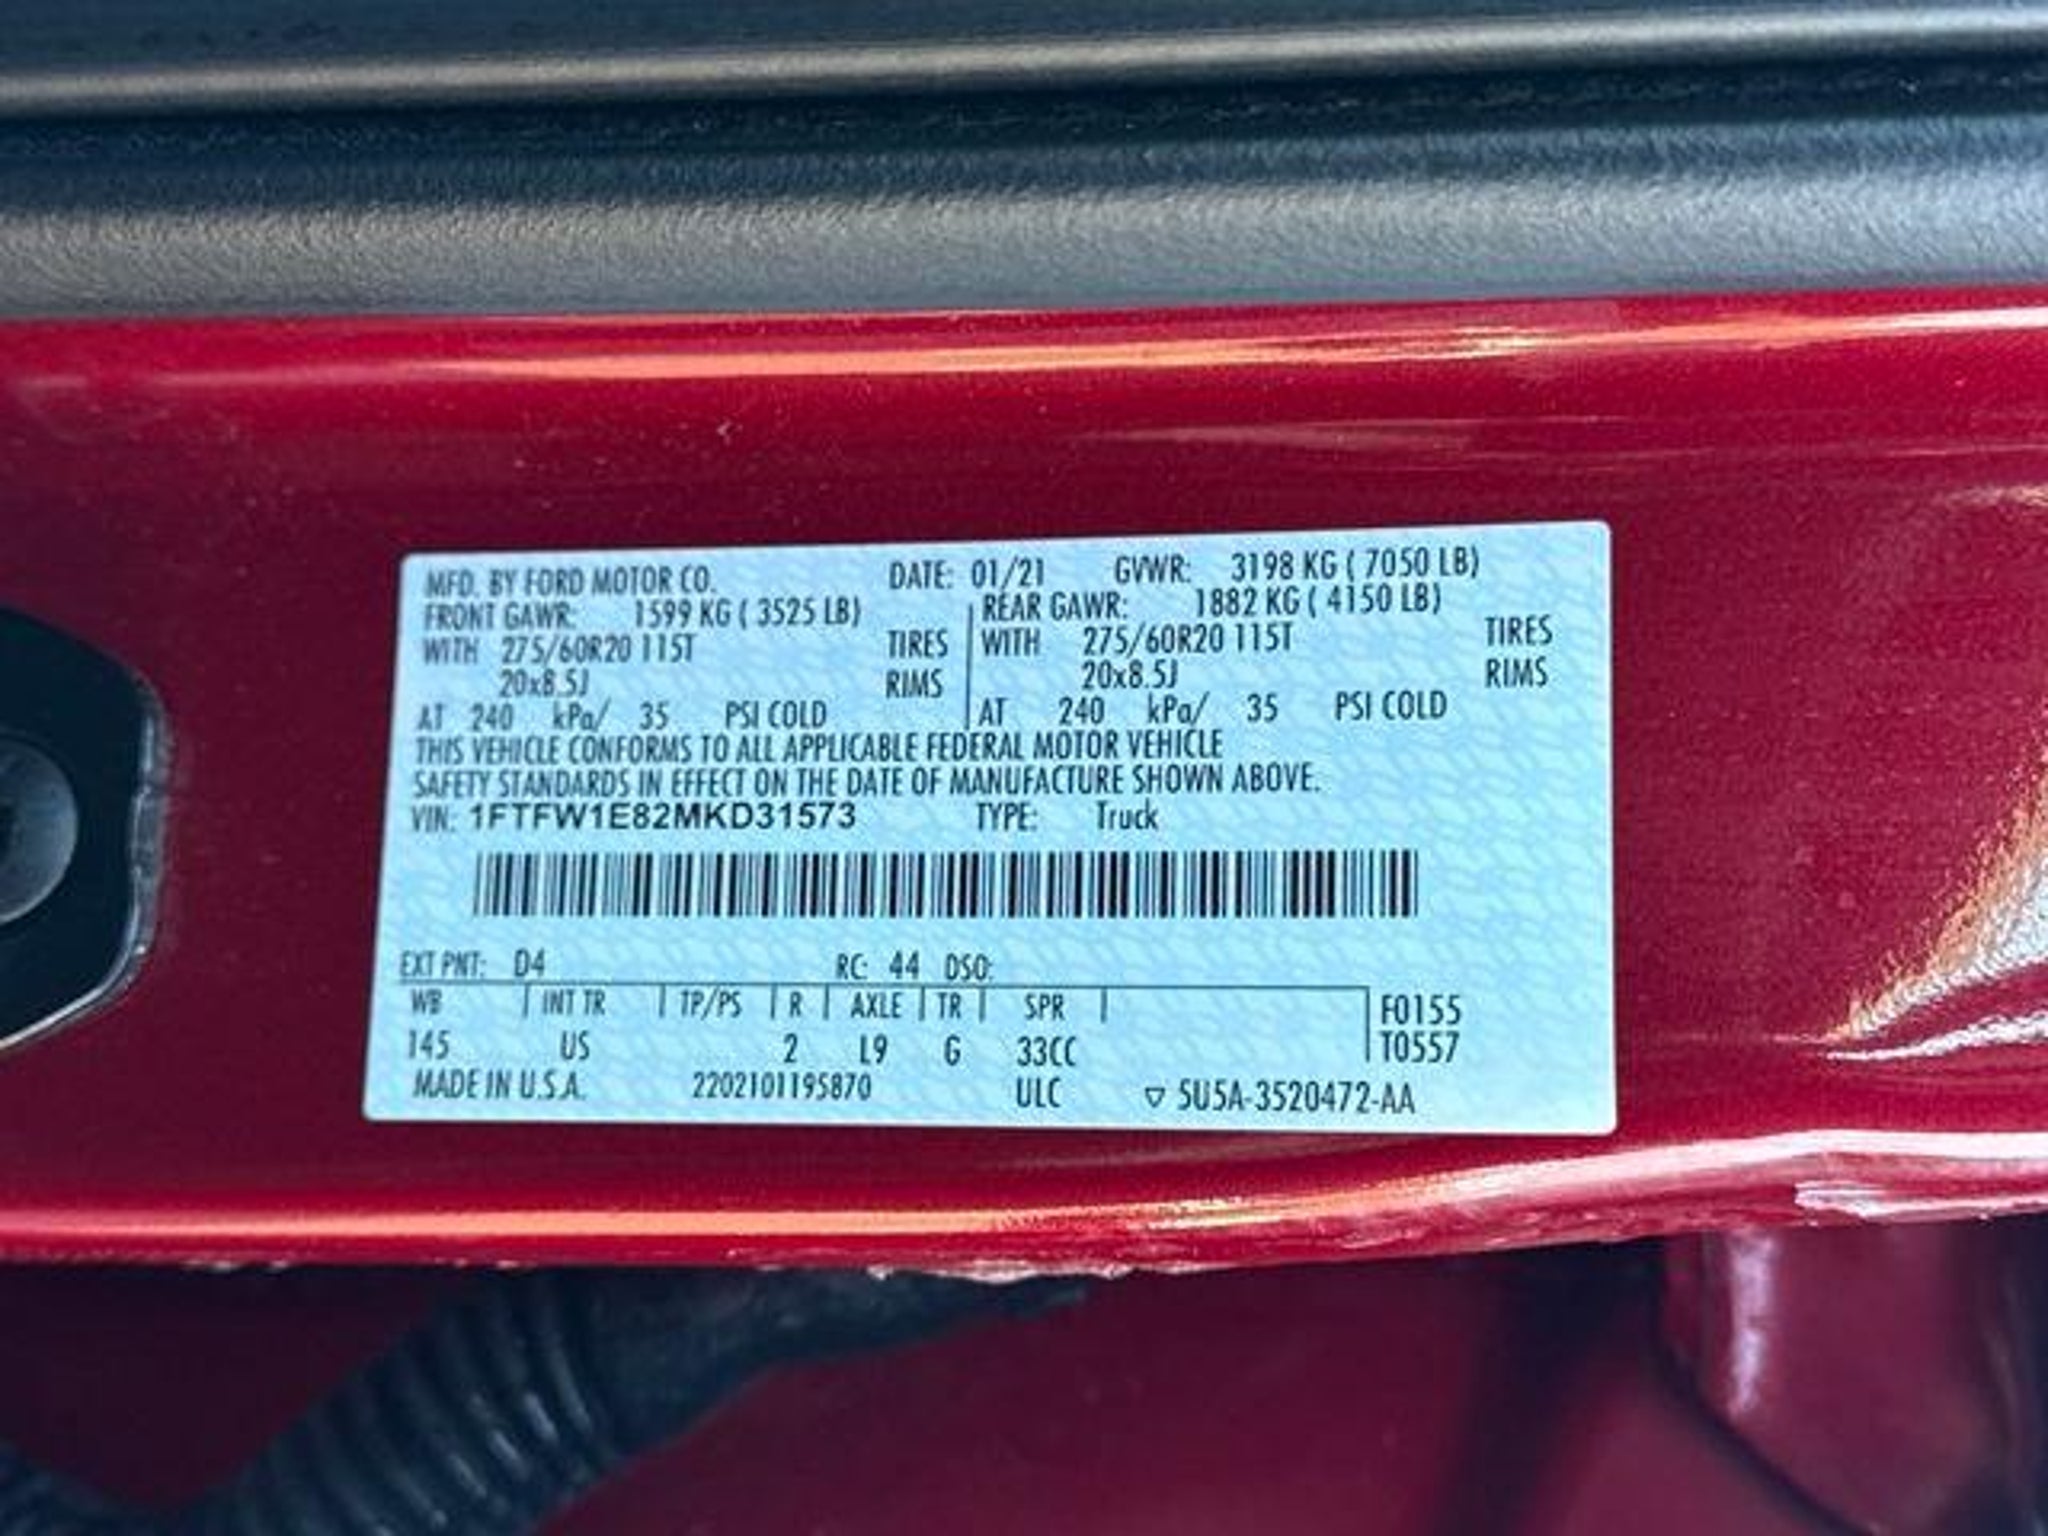 MFD. BY FORD MOTOR CO. DATE: 01/21 GVWR: 3198 KG ( 7050 LB)
FRONT GAWR: 1599 KG ( 3525 LB) REAR GAWR: 1882 KG ( 4150 LB)
WITH 275/60R20 115T TIRES WITH 275/60R20 115T TIRES
20x8.5J RIMS 20x8.5J RIMS
AT 240 kPa/ 35 PSI COLD AT 240 kPa/ 35 PSI COLD
THIS VEHICLE CONFORMS TO ALL APPLICABLE FEDERAL MOTOR VEHICLE
SAFETY STANDARDS IN EFFECT ON THE DATE OF MANUFACTURE SHOWN ABOVE.
VIN: 1FTFW1E82MKD31573 TYPE: Truck
EXT PNT: D4 RC: 44 DSO:
WB INT TR TP/PS R AXLE TR SPR F0155
145 US 2 L9 G 33CC T0557
MADE IN U.S.A. 2202101195870 ULC ▽ 5U5A-3520472-AA